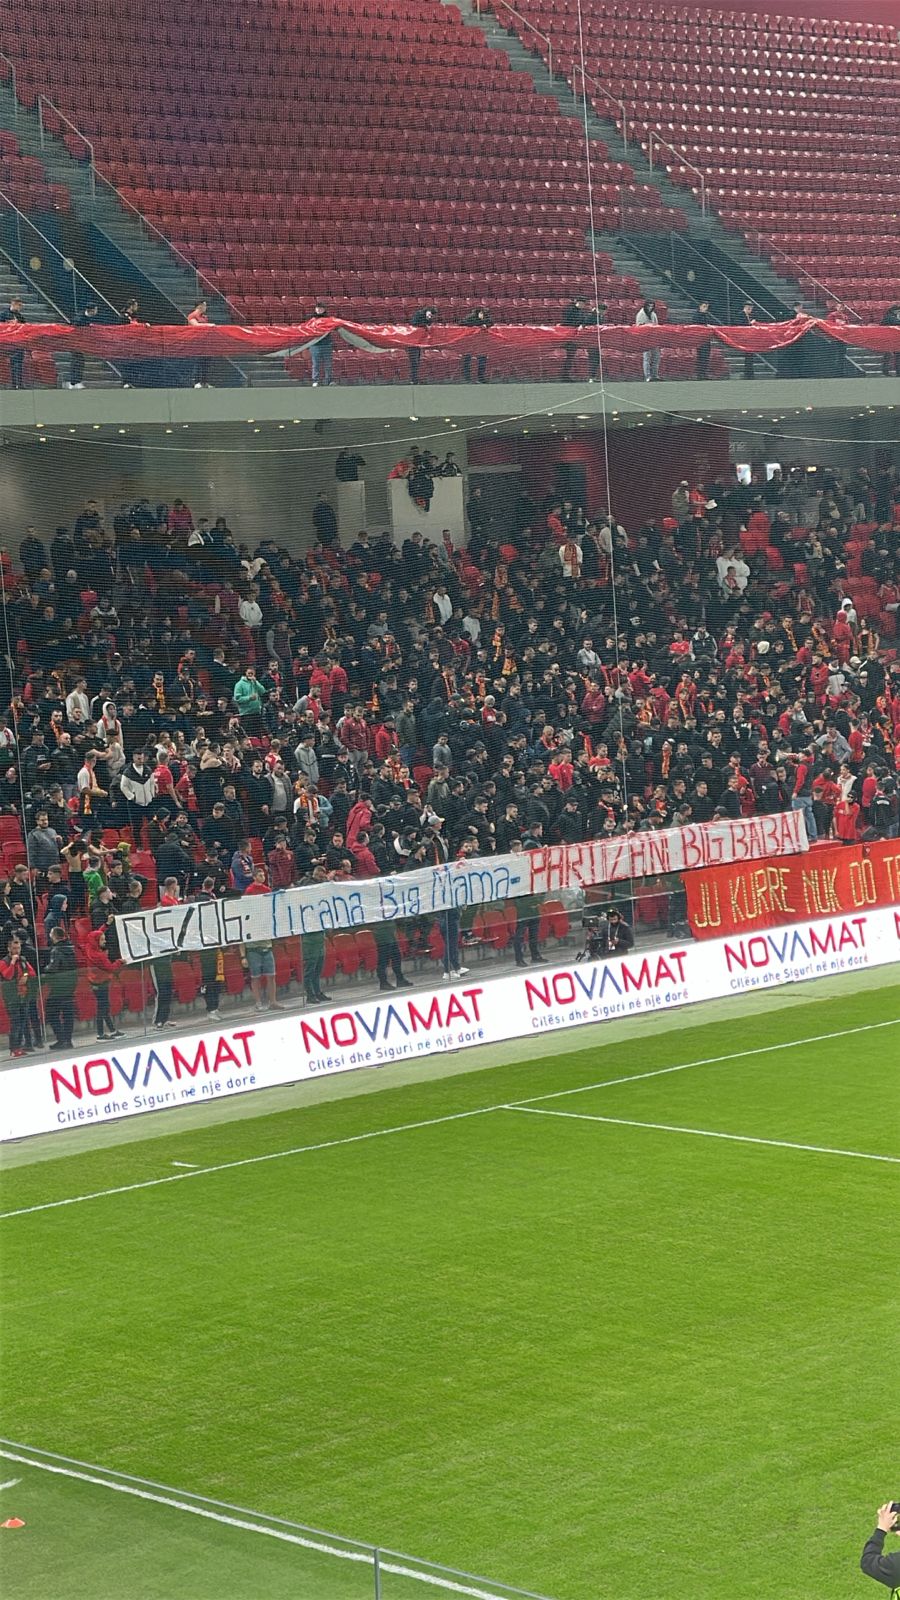 05/06: Tirana Big Mama- PARTIZANI BIG BABA!
JU KURRE NUK DO
NOVAMAT
Cilësi dhe Siguri në një dorë
NOVAMAT
Cilësi dhe Siguri në një dorë
NOVAMAT
Cilësi dhe Siguri në një dorë
NOVAMAT
Cilësi dhe Siguri në një dorë